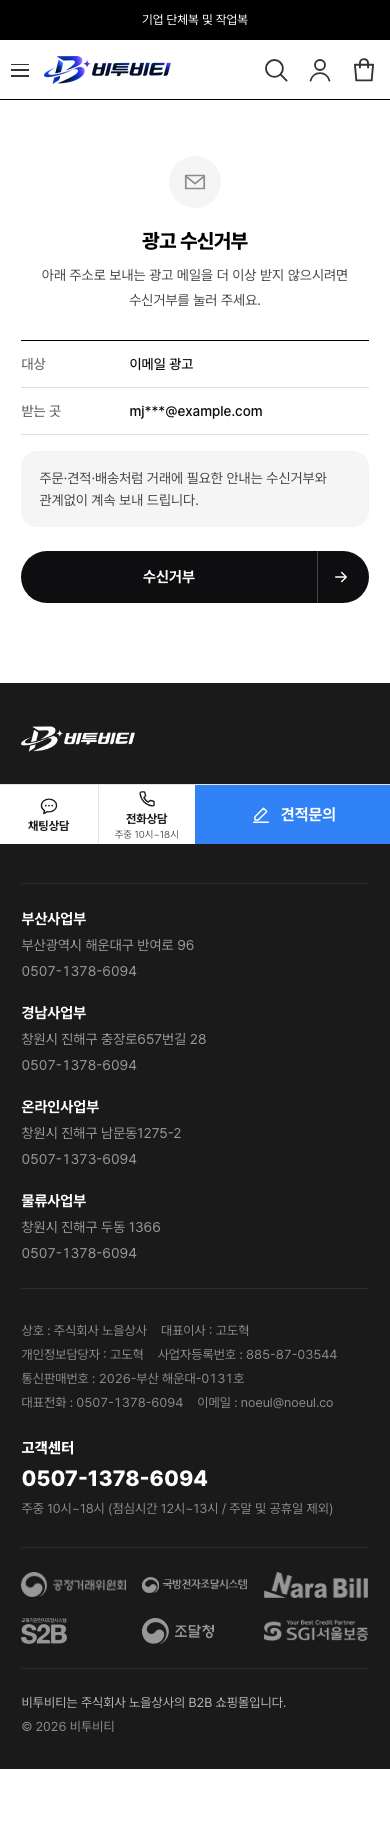 기업 단체복 및 작업복
비투비티
광고 수신거부
아래 주소로 보내는 광고 메일을 더 이상 받지 않으시려면
수신거부를 눌러 주세요.
대상 이메일 광고
받는 곳 mj***@example.com
주문·견적·배송처럼 거래에 필요한 안내는 수신거부와
관계없이 계속 보내 드립니다.
수신거부
비투비티
채팅상담
전화상담
주중 10시~18시
견적문의
부산사업부
부산광역시 해운대구 반여로 96
0507-1378-6094
경남사업부
창원시 진해구 충장로657번길 28
0507-1378-6094
온라인사업부
창원시 진해구 남문동1275-2
0507-1373-6094
물류사업부
창원시 진해구 두동 1366
0507-1378-6094
상호 : 주식회사 노을상사 대표이사 : 고도혁
개인정보담당자 : 고도혁 사업자등록번호 : 885-87-03544
통신판매번호 : 2026-부산 해운대-0131호
대표전화 : 0507-1378-6094 이메일 : noeul@noeul.co
고객센터
0507-1378-6094
주중 10시~18시 (점심시간 12시~13시 / 주말 및 공휴일 제외)
공정거래위원회 국방전자조달시스템 Nara Bill
S2B 조달청 Your Best Credit Partner
SGI서울보증
비투비티는 주식회사 노을상사의 B2B 쇼핑몰입니다.
© 2026 비투비티